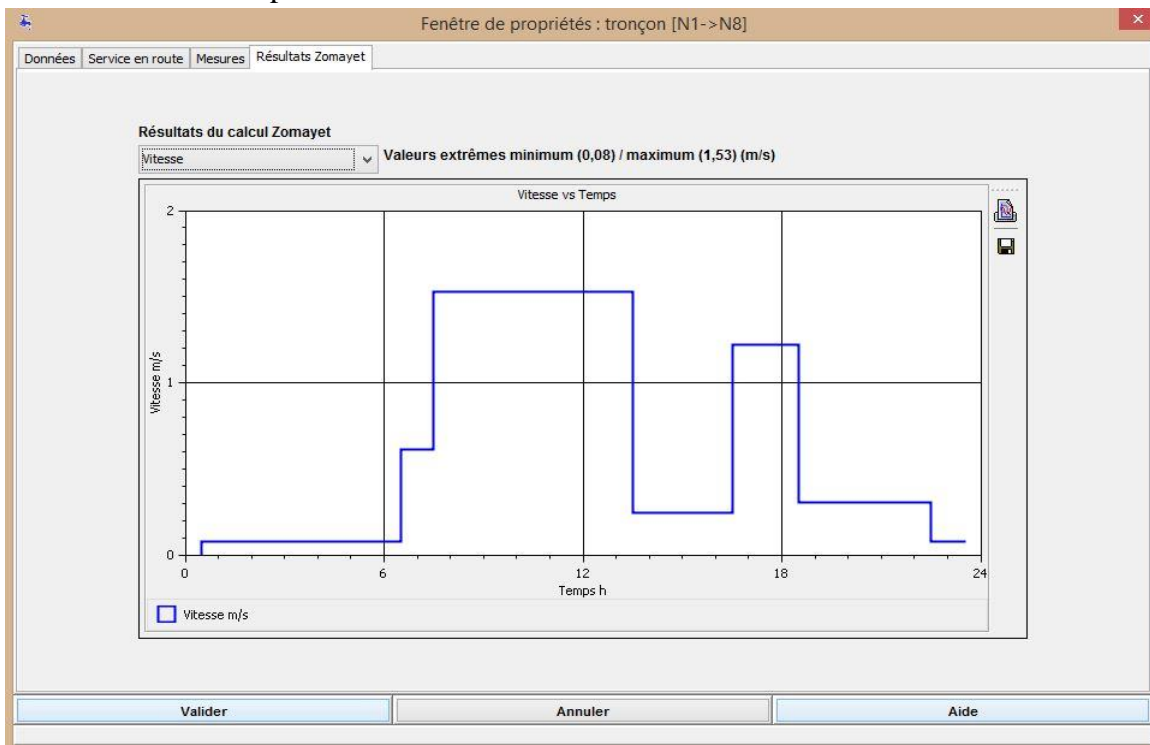 Fenêtre de propriétés : tronçon [N1->N8]
Données Service en route Mesures Résultats Zomayet
Résultats du calcul Zomayet
Vitesse Valeurs extrêmes minimum (0,08) / maximum (1,53) (m/s)
Vitesse vs Temps
2
1
0
Vitesse m/s
0 6 12 18 24
Temps h
Vitesse m/s
Valider Annuler Aide